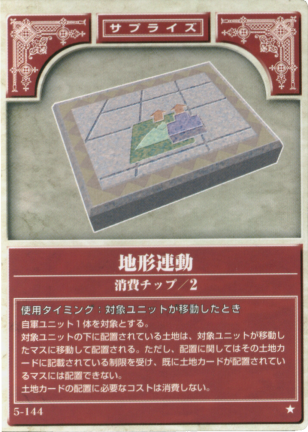 サプライズ
地形連動
消費チップ／2
使用タイミング：対象ユニットが移動したとき
自軍ユニット1体を対象とする。
対象ユニットの下に配置されている土地は、対象ユニットが移動し
たマスに移動して配置される。ただし、配置に関してはその土地カ
ードに記載されている制限を受け、既に土地カードが配置されてい
るマスには配置できない。
土地カードの配置に必要なコストは消費しない。
5-144
★